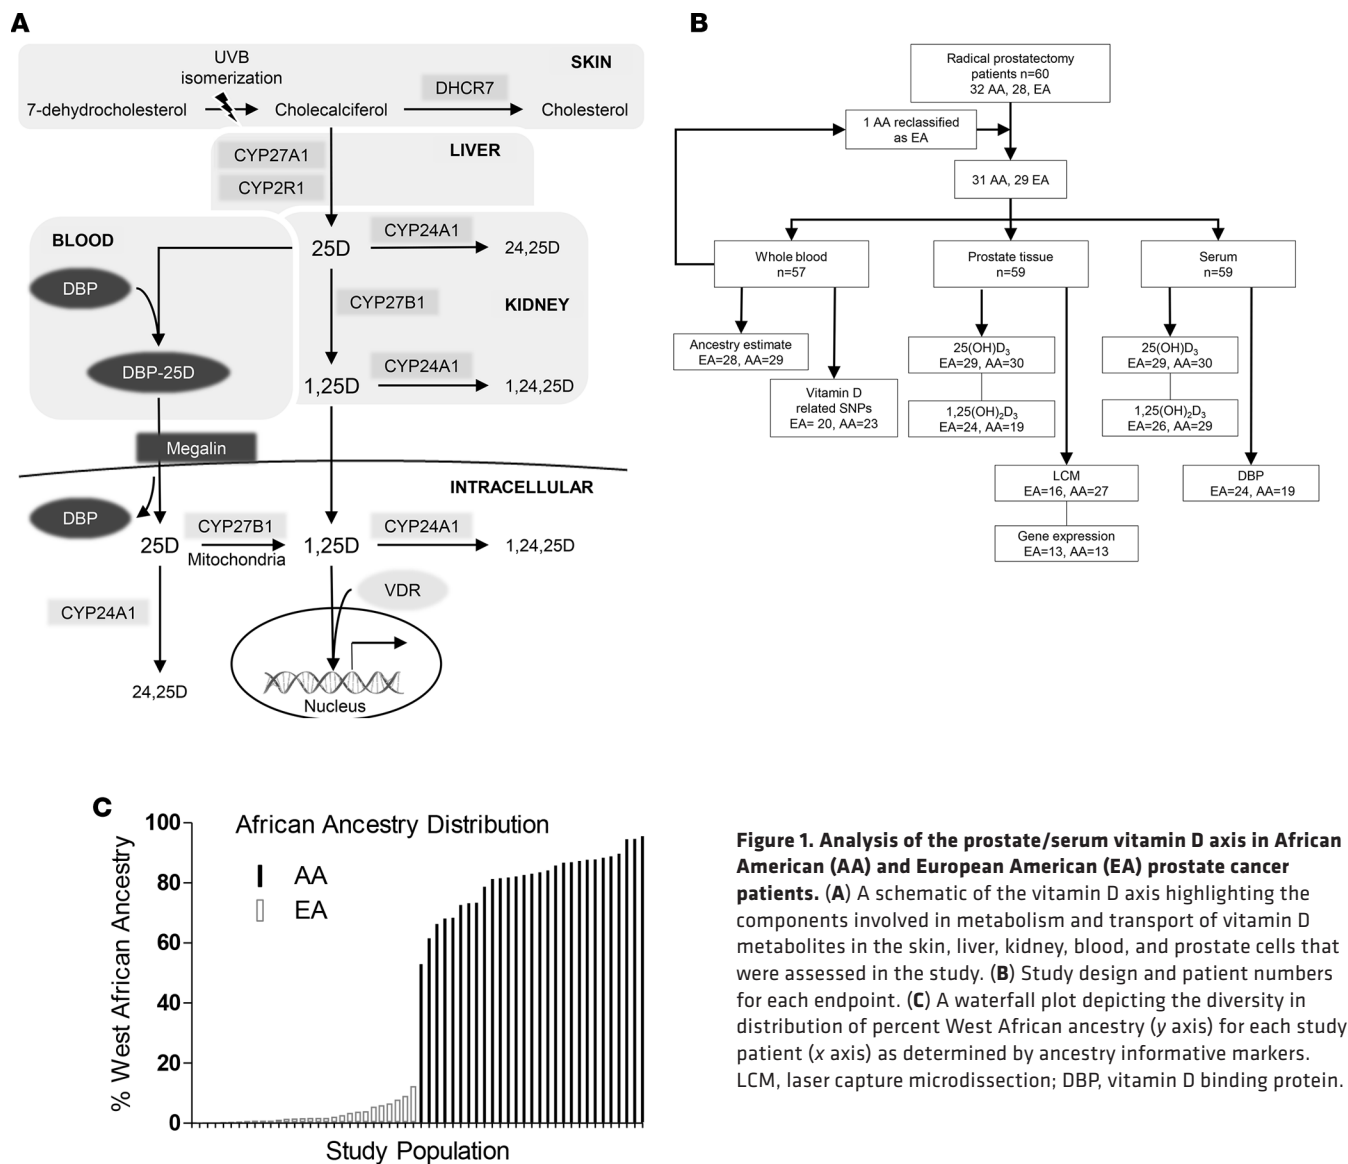 A
UVB
isomerization
SKIN
7-dehydrocholesterol
Cholecalciferol
DHCR7
Cholesterol
CYP27A1
CYP2R1
LIVER
BLOOD
DBP
DBP-25D
25D
CYP24A1
24,25D
CYP27B1
KIDNEY
1,25D
CYP24A1
1,24,25D
Megalin
INTRACELLULAR
DBP
25D
CYP27B1
Mitochondria
1,25D
CYP24A1
1,24,25D
CYP24A1
VDR
24,25D
Nucleus
B
Radical prostatectomy
patients n=60
32 AA, 28, EA
1 AA reclassified
as EA
31 AA, 29 EA
Whole blood
n=57
Prostate tissue
n=59
Serum
n=59
Ancestry estimate
EA=28, AA=29
Vitamin D
related SNPs
EA= 20, AA=23
25(OH)D₃
EA=29, AA=30
1,25(OH)₂D₃
EA=24, AA=19
LCM
EA=16, AA=27
Gene expression
EA=13, AA=13
25(OH)D₃
EA=29, AA=30
1,25(OH)₂D₃
EA=26, AA=29
DBP
EA=24, AA=19
C
African Ancestry Distribution
AA
EA
% West African Ancestry
100
80
60
40
20
0
Study Population
Figure 1. Analysis of the prostate/serum vitamin D axis in African
American (AA) and European American (EA) prostate cancer
patients. (A) A schematic of the vitamin D axis highlighting the
components involved in metabolism and transport of vitamin D
metabolites in the skin, liver, kidney, blood, and prostate cells that
were assessed in the study. (B) Study design and patient numbers
for each endpoint. (C) A waterfall plot depicting the diversity in
distribution of percent West African ancestry (y axis) for each study
patient (x axis) as determined by ancestry informative markers.
LCM, laser capture microdissection; DBP, vitamin D binding protein.